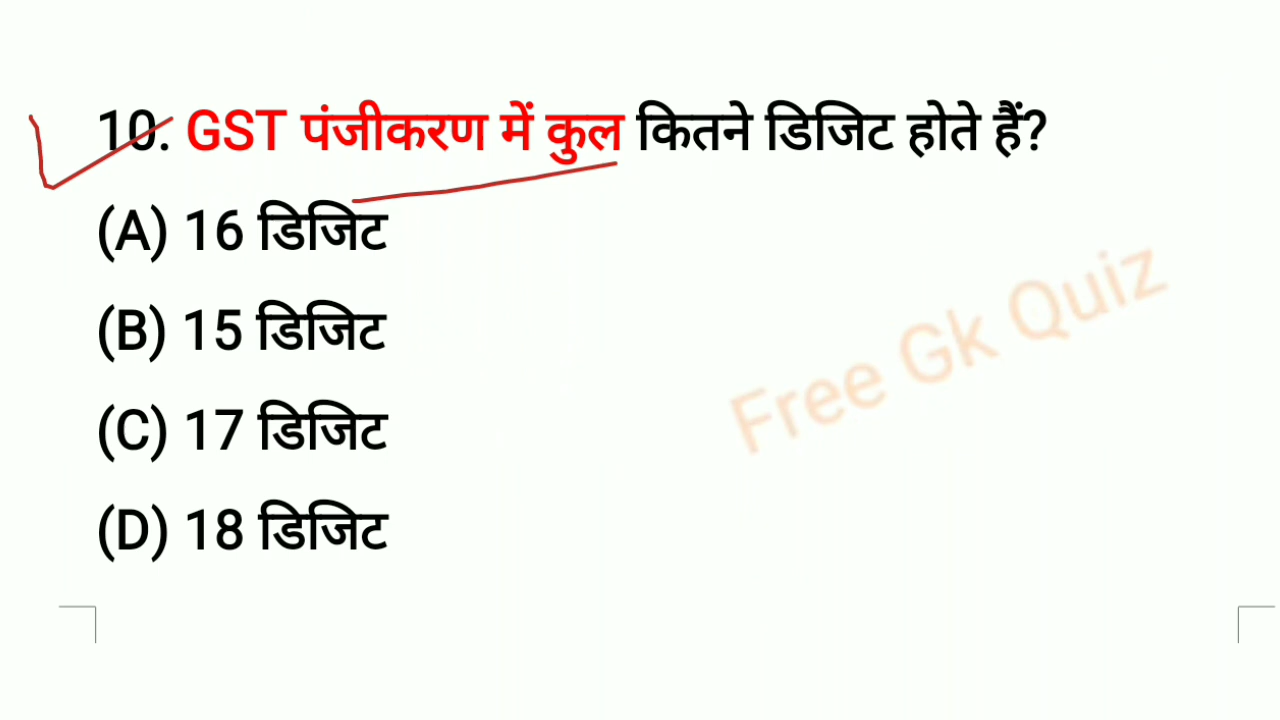 10. GST पंजीकरण में कुल कितने डिजिट होते हैं?
(A) 16 डिजिट
(B) 15 डिजिट
(C) 17 डिजिट
(D) 18 डिजिट
Free Gk Quiz